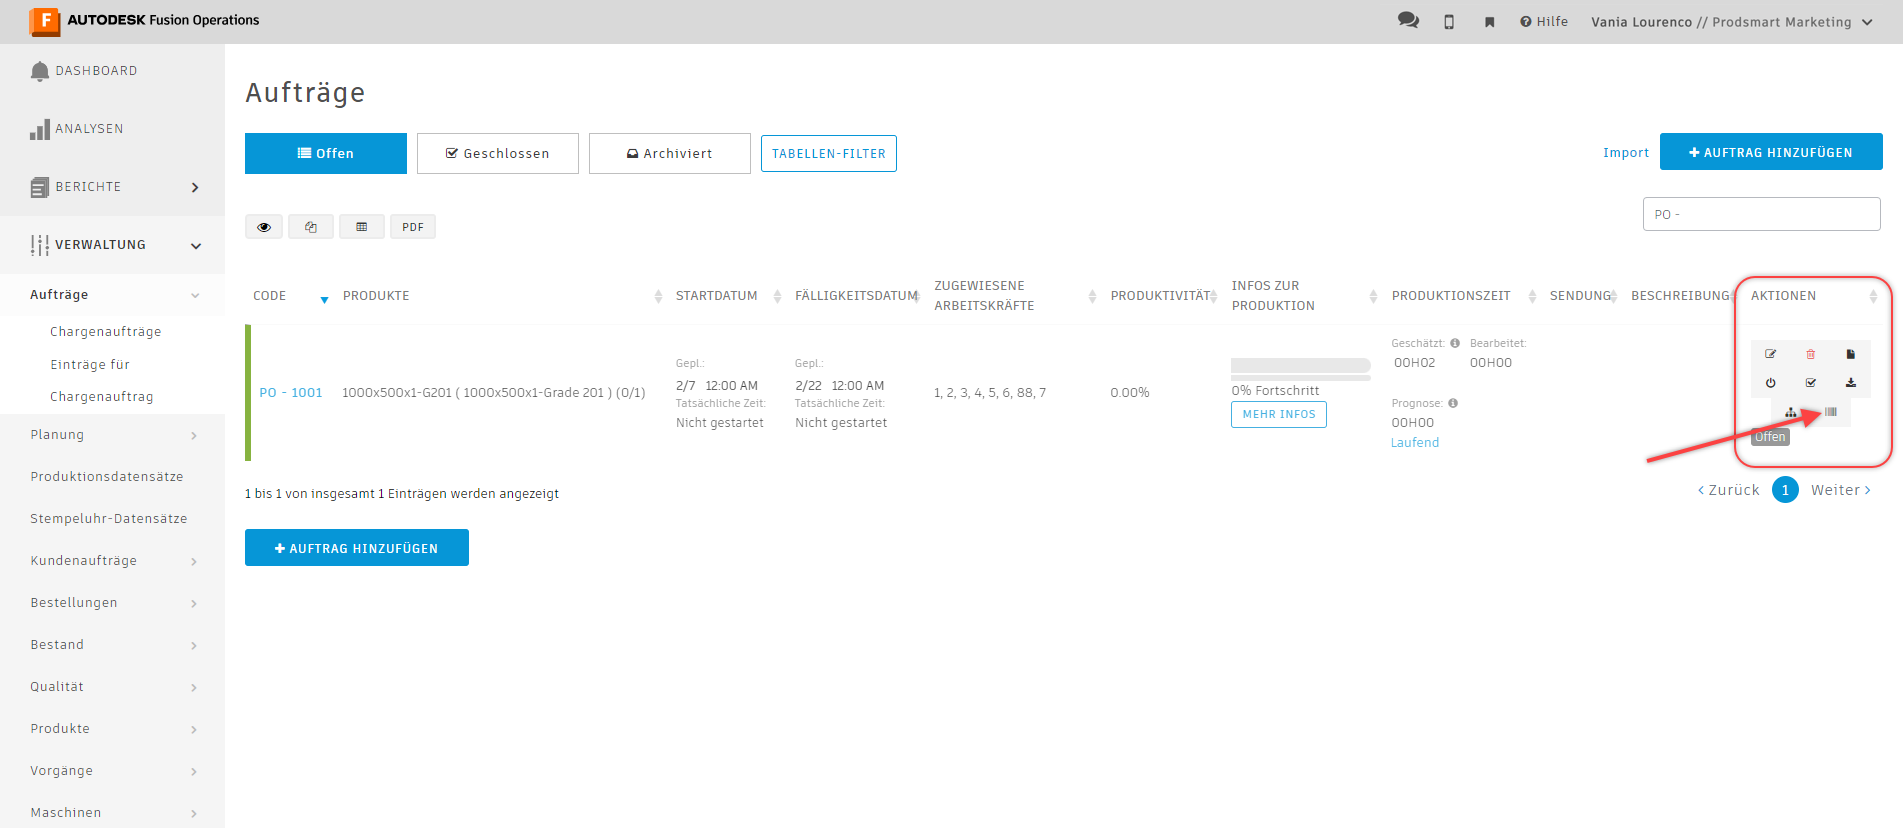 AUTODESK Fusion Operations
Hilfe
Vania Lourenco // Prodsmart Marketing
DASHBOARD
ANALYSEN
BERICHTE
VERWALTUNG
Aufträge
Chargenaufträge
Einträge für
Chargenauftrag
Planung
Produktionsdatensätze
Stempeluhr-Datensätze
Kundenaufträge
Bestellungen
Bestand
Qualität
Produkte
Vorgänge
Maschinen
Aufträge
Offen
Geschlossen
Archiviert
TABELLEN-FILTER
Import
+ AUFTRAG HINZUFÜGEN
PDF
PO -
CODE
PRODUKTE
STARTDATUM
FÄLLIGKEITSDATUM
ZUGEWIESENE
ARBEITSKRÄFTE
PRODUKTIVITÄT
INFOS ZUR
PRODUKTION
PRODUKTIONSZEIT
SENDUNG
BESCHREIBUNG
AKTIONEN
PO - 1001
1000x500x1-G201 ( 1000x500x1-Grade 201 ) (0/1)
Gepl.:
2/7 12:00 AM
Tatsächliche Zeit:
Nicht gestartet
Gepl.:
2/22 12:00 AM
Tatsächliche Zeit:
Nicht gestartet
1, 2, 3, 4, 5, 6, 88, 7
0.00%
0% Fortschritt
MEHR INFOS
Geschätzt:
00H02
Bearbeitet:
00H00
Prognose:
00H00
Laufend
Offen
1 bis 1 von insgesamt 1 Einträgen werden angezeigt
‹ Zurück 1 Weiter ›
+ AUFTRAG HINZUFÜGEN